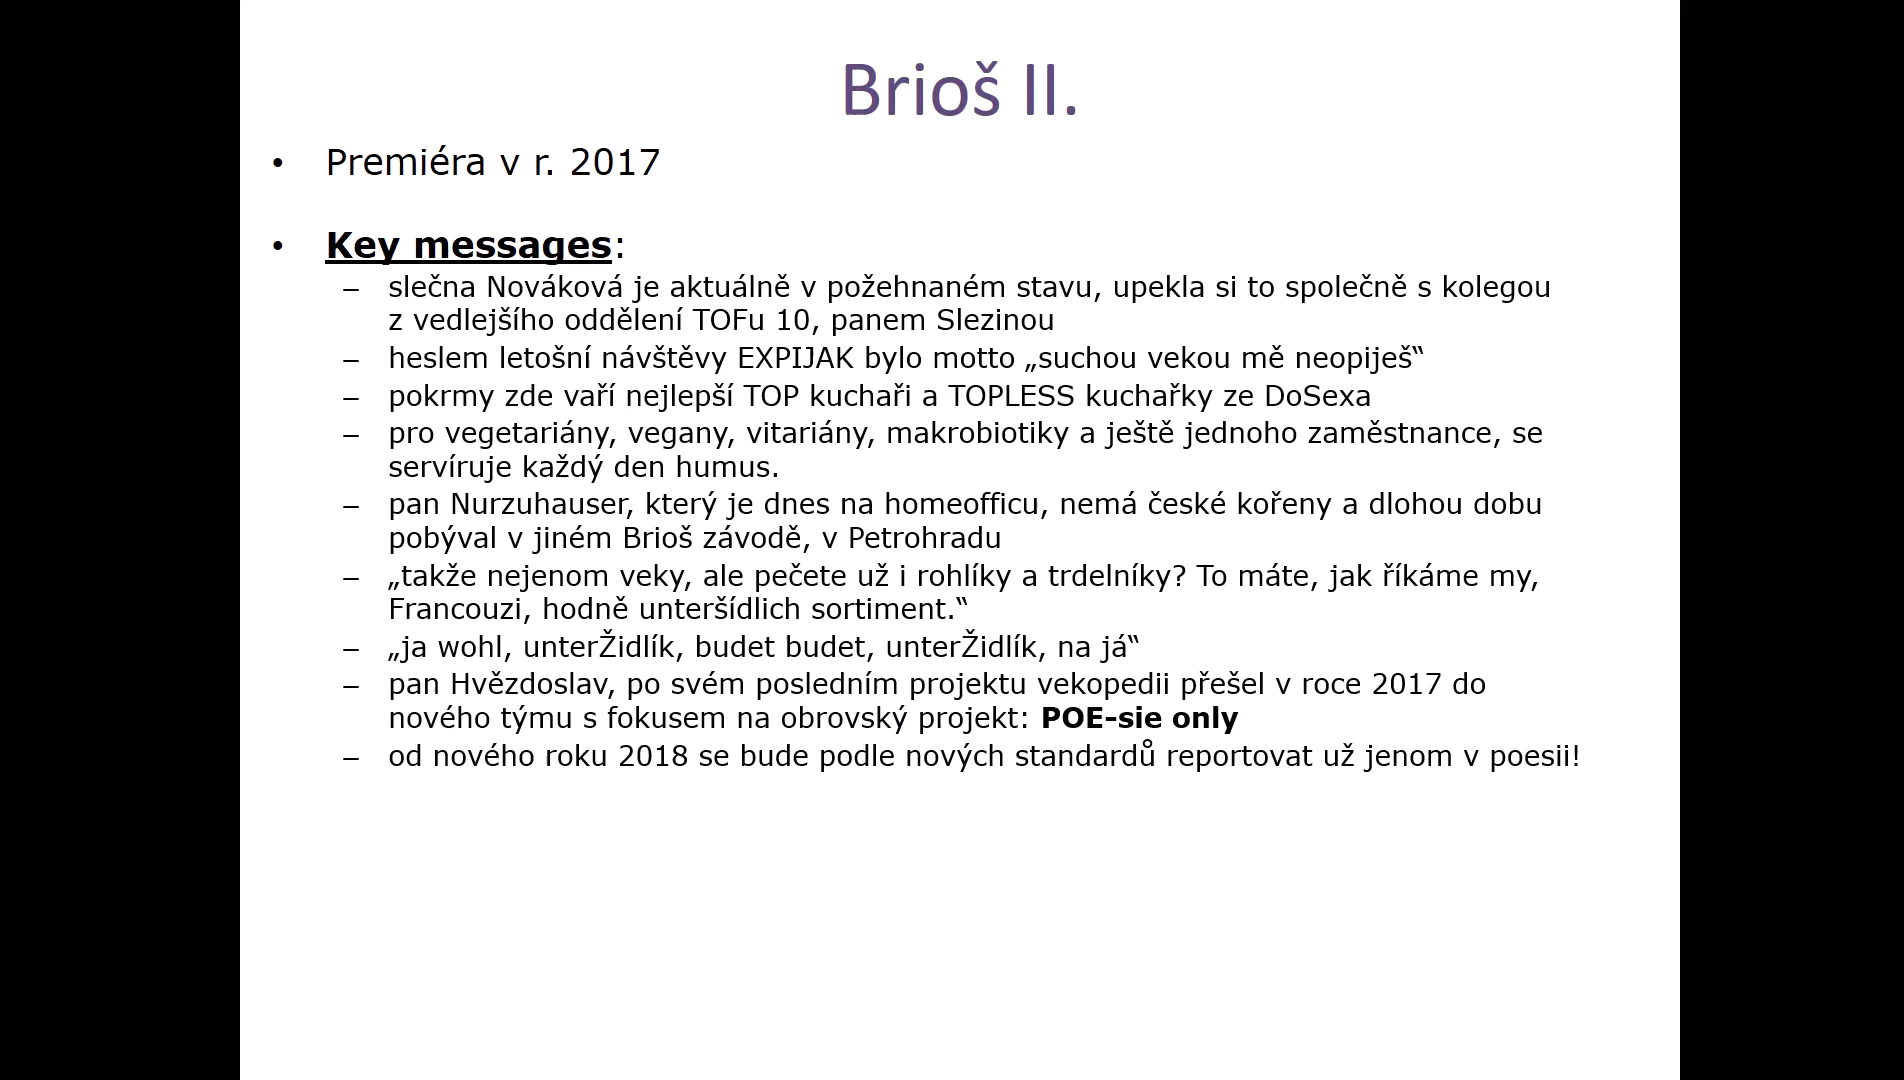 Brioš II.
• Premiéra v r. 2017
• Key messages:
– slečna Nováková je aktuálně v požehnaném stavu, upekla si to společně s kolegou
z vedlejšího oddělení TOFu 10, panem Slezinou
– heslem letošní návštěvy EXPIJAK bylo motto „suchou vekou mě neopiješ“
– pokrmy zde vaří nejlepší TOP kuchaři a TOPLESS kuchařky ze DoSexa
– pro vegetariány, vegany, vitariány, makrobiotiky a ještě jednoho zaměstnance, se
servíruje každý den humus.
– pan Nurzuhauser, který je dnes na homeofficu, nemá české kořeny a dlohou dobu
pobýval v jiném Brioš závodě, v Petrohradu
– „takže nejenom veky, ale pečete už i rohlíky a trdelníky? To máte, jak říkáme my,
Francouzi, hodně unteršídlich sortiment.“
– „ja wohl, unterŽidlík, budet budet, unterŽidlík, na já“
– pan Hvězdoslav, po svém posledním projektu vekopedii přešel v roce 2017 do
nového týmu s fokusem na obrovský projekt: POE-sie only
– od nového roku 2018 se bude podle nových standardů reportovat už jenom v poesii!